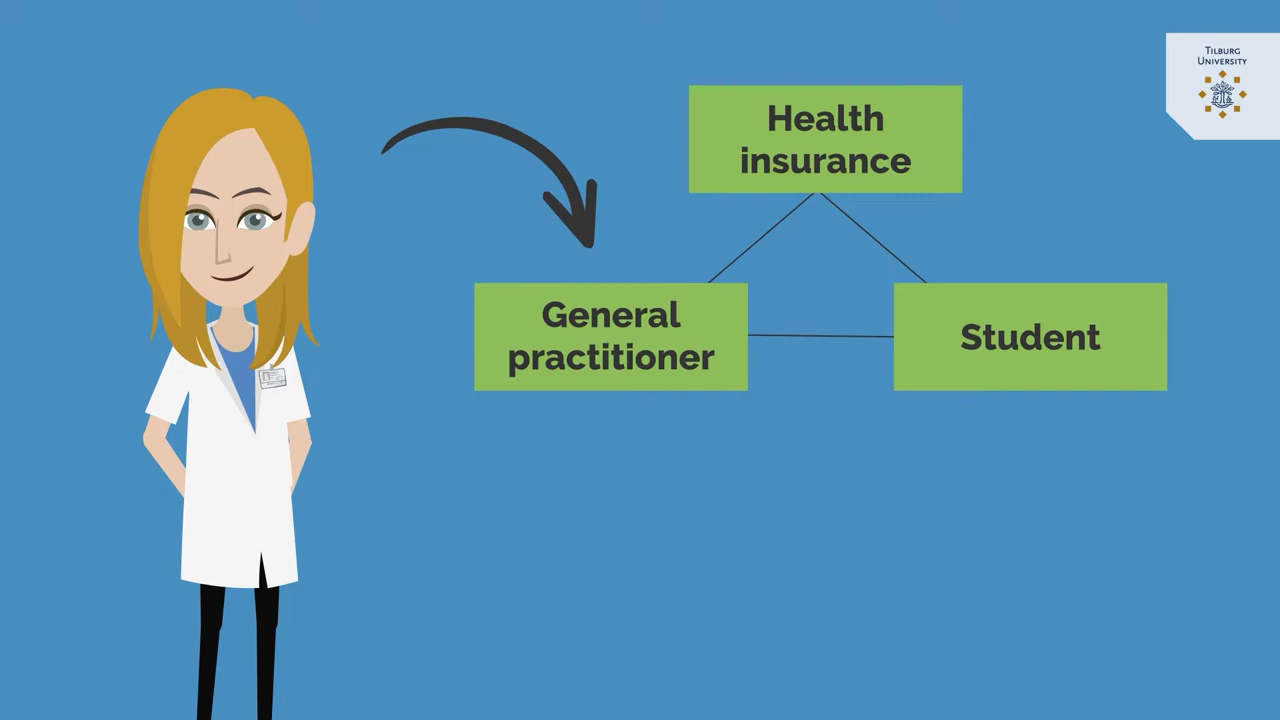 TILBURG
UNIVERSITY
Health
insurance
General
practitioner
Student